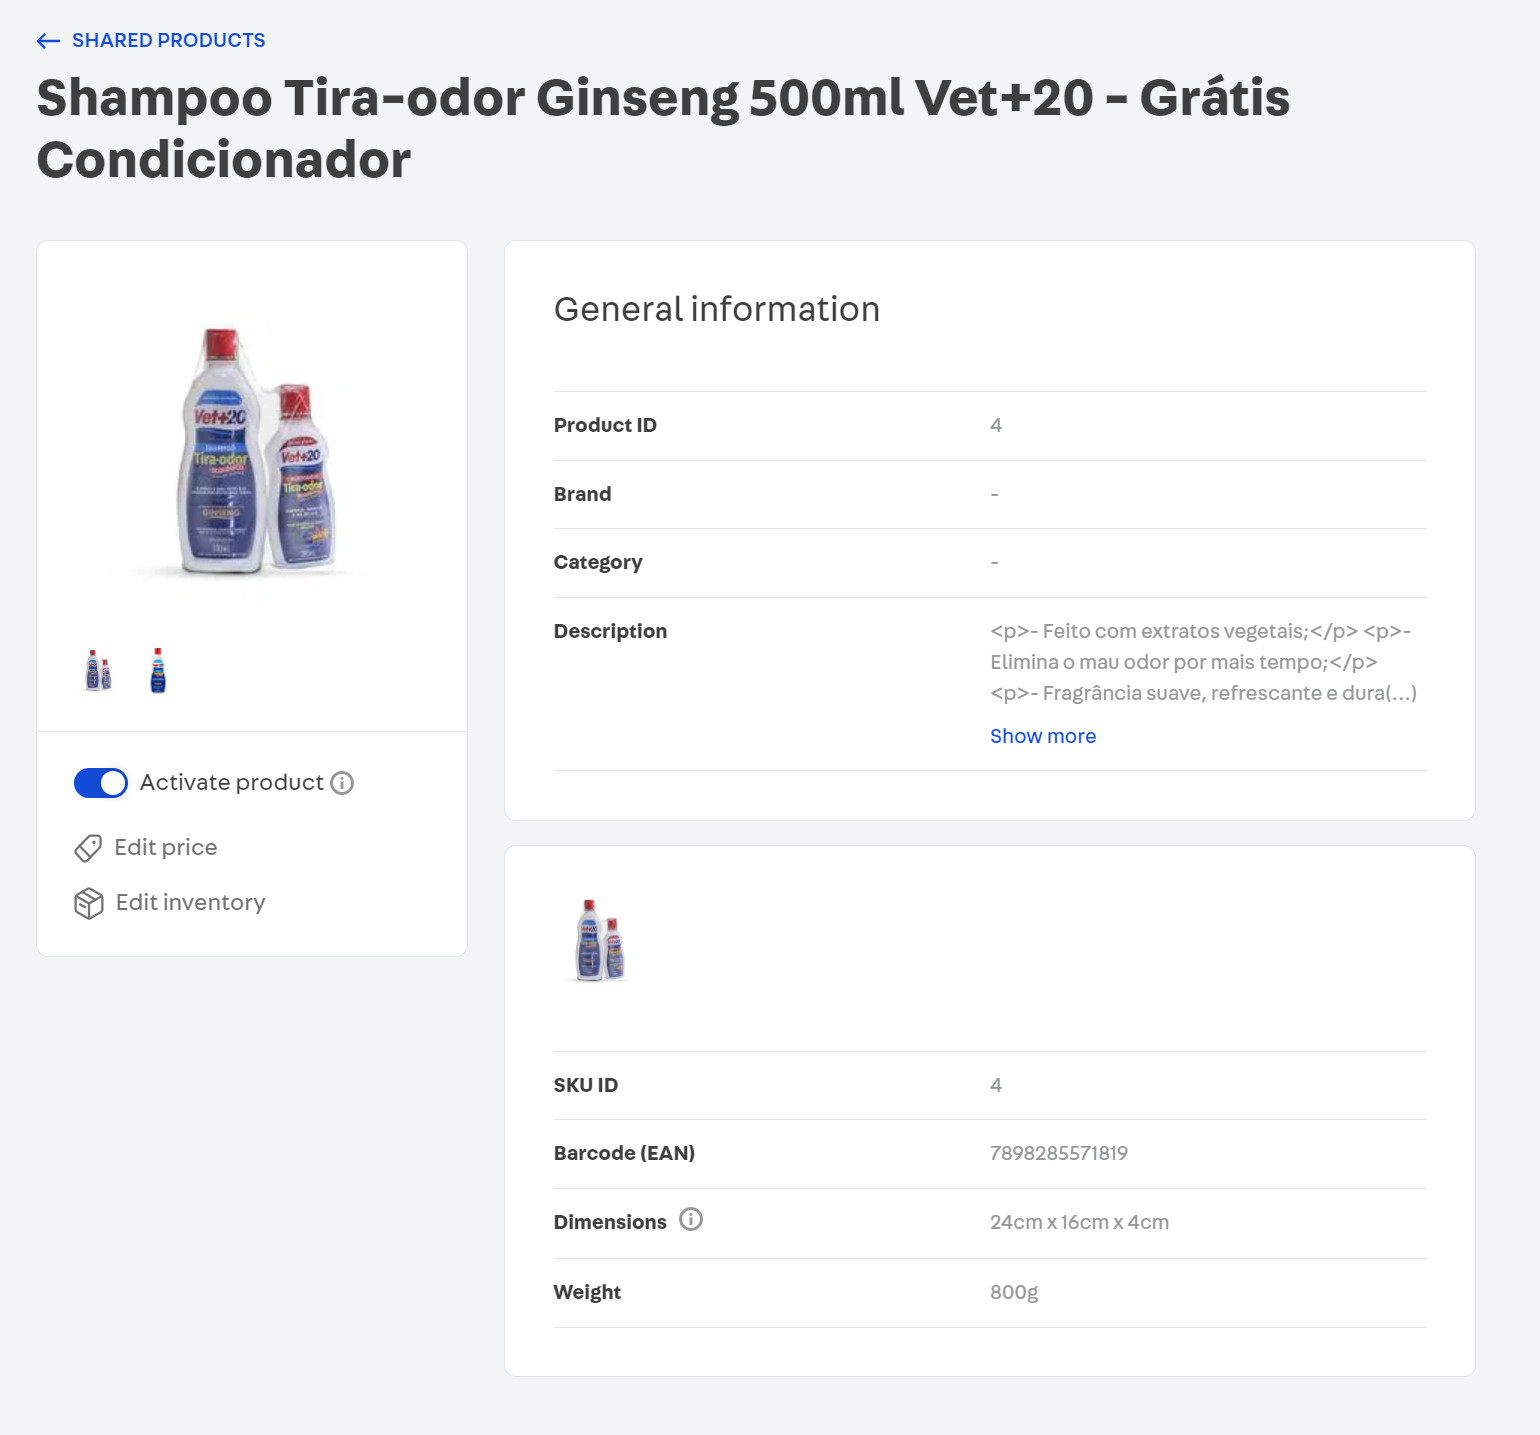 SHARED PRODUCTS
Shampoo Tira-odor Ginseng 500ml Vet+20 - Grátis
Condicionador
Vet+20
Tira-odor
GINSENG
Vet+20
Tira-odor
Activate product
Edit price
Edit inventory
General information
Product ID 4
Brand -
Category -
Description <p>- Feito com extratos vegetais;</p> <p>-
Elimina o mau odor por mais tempo;</p>
<p>- Fragrância suave, refrescante e dura(...)
Show more
SKU ID 4
Barcode (EAN) 7898285571819
Dimensions 24cm x 16cm x 4cm
Weight 800g